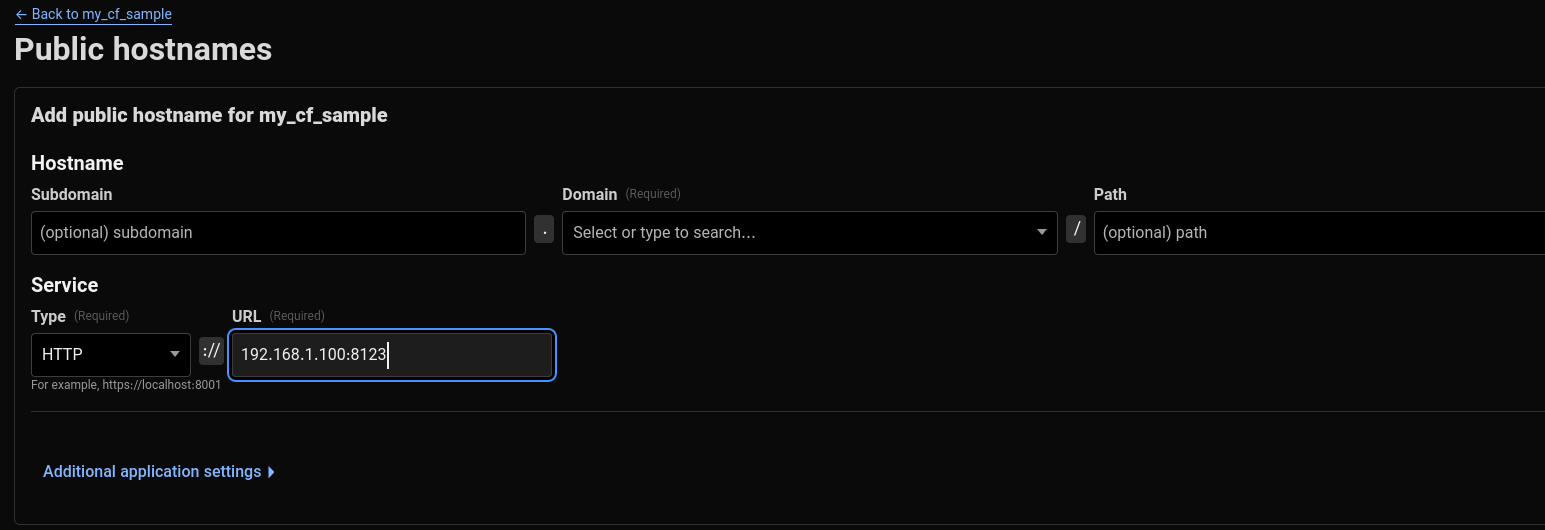 ← Back to my_cf_sample
Public hostnames
Add public hostname for my_cf_sample
Hostname
Subdomain Domain (Required) Path
(optional) subdomain . Select or type to search... / (optional) path
Service
Type (Required) URL (Required)
HTTP :// 192.168.1.100:8123
For example, https://localhost:8001
Additional application settings